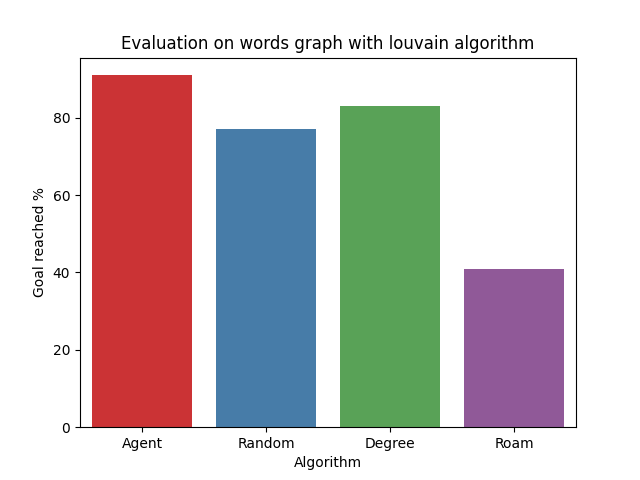 Evaluation on words graph with louvain algorithm
Goal reached %
80
60
40
20
0
Agent Random Degree Roam
Algorithm